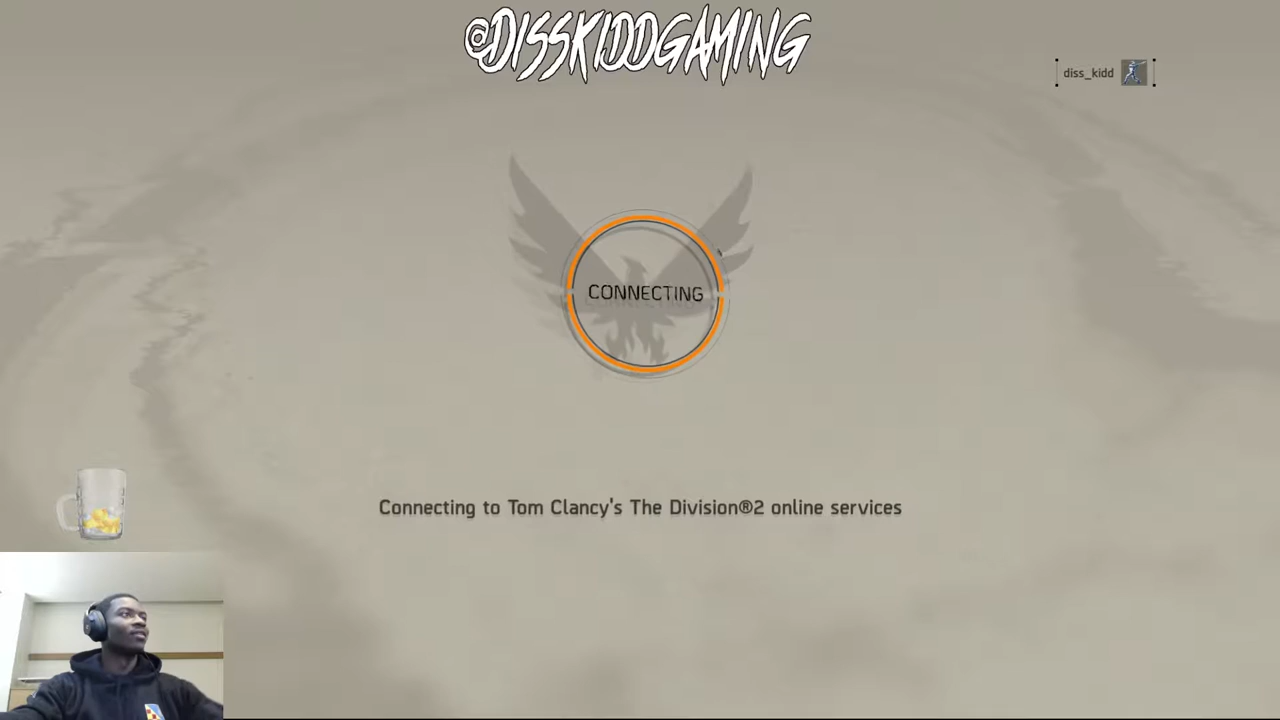 @DISSKIDDGAMING
diss_kidd
CONNECTING
Connecting to Tom Clancy's The Division®2 online services